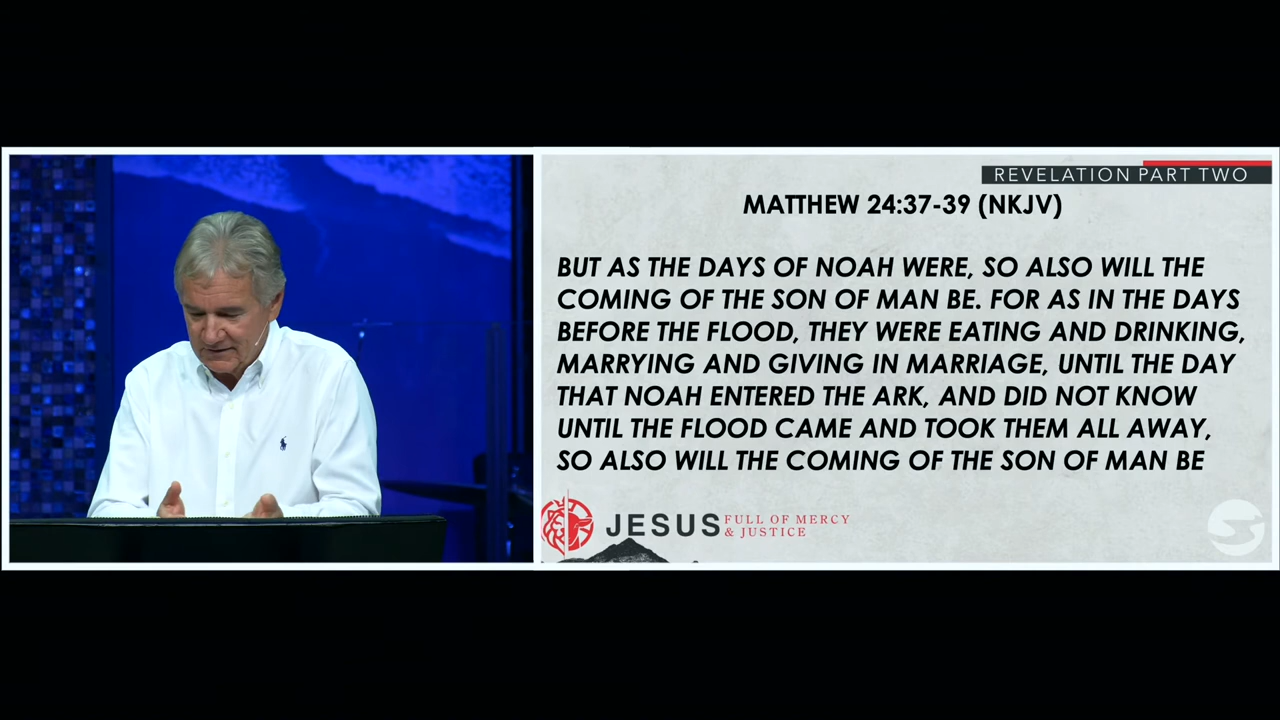 REVELATION PART TWO
MATTHEW 24:37-39 (NKJV)
BUT AS THE DAYS OF NOAH WERE, SO ALSO WILL THE
COMING OF THE SON OF MAN BE. FOR AS IN THE DAYS
BEFORE THE FLOOD, THEY WERE EATING AND DRINKING,
MARRYING AND GIVING IN MARRIAGE, UNTIL THE DAY
THAT NOAH ENTERED THE ARK, AND DID NOT KNOW
UNTIL THE FLOOD CAME AND TOOK THEM ALL AWAY,
SO ALSO WILL THE COMING OF THE SON OF MAN BE
JESUS
FULL OF MERCY
& JUSTICE